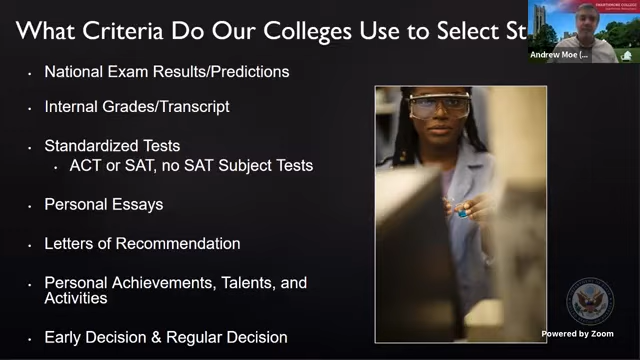 What Criteria Do Our Colleges Use to Select St
SWARTHMORE COLLEGE
Andrew Moe (...
• National Exam Results/Predictions
• Internal Grades/Transcript
• Standardized Tests
• ACT or SAT, no SAT Subject Tests
• Personal Essays
• Letters of Recommendation
• Personal Achievements, Talents, and
Activities
• Early Decision & Regular Decision
Powered by Zoom